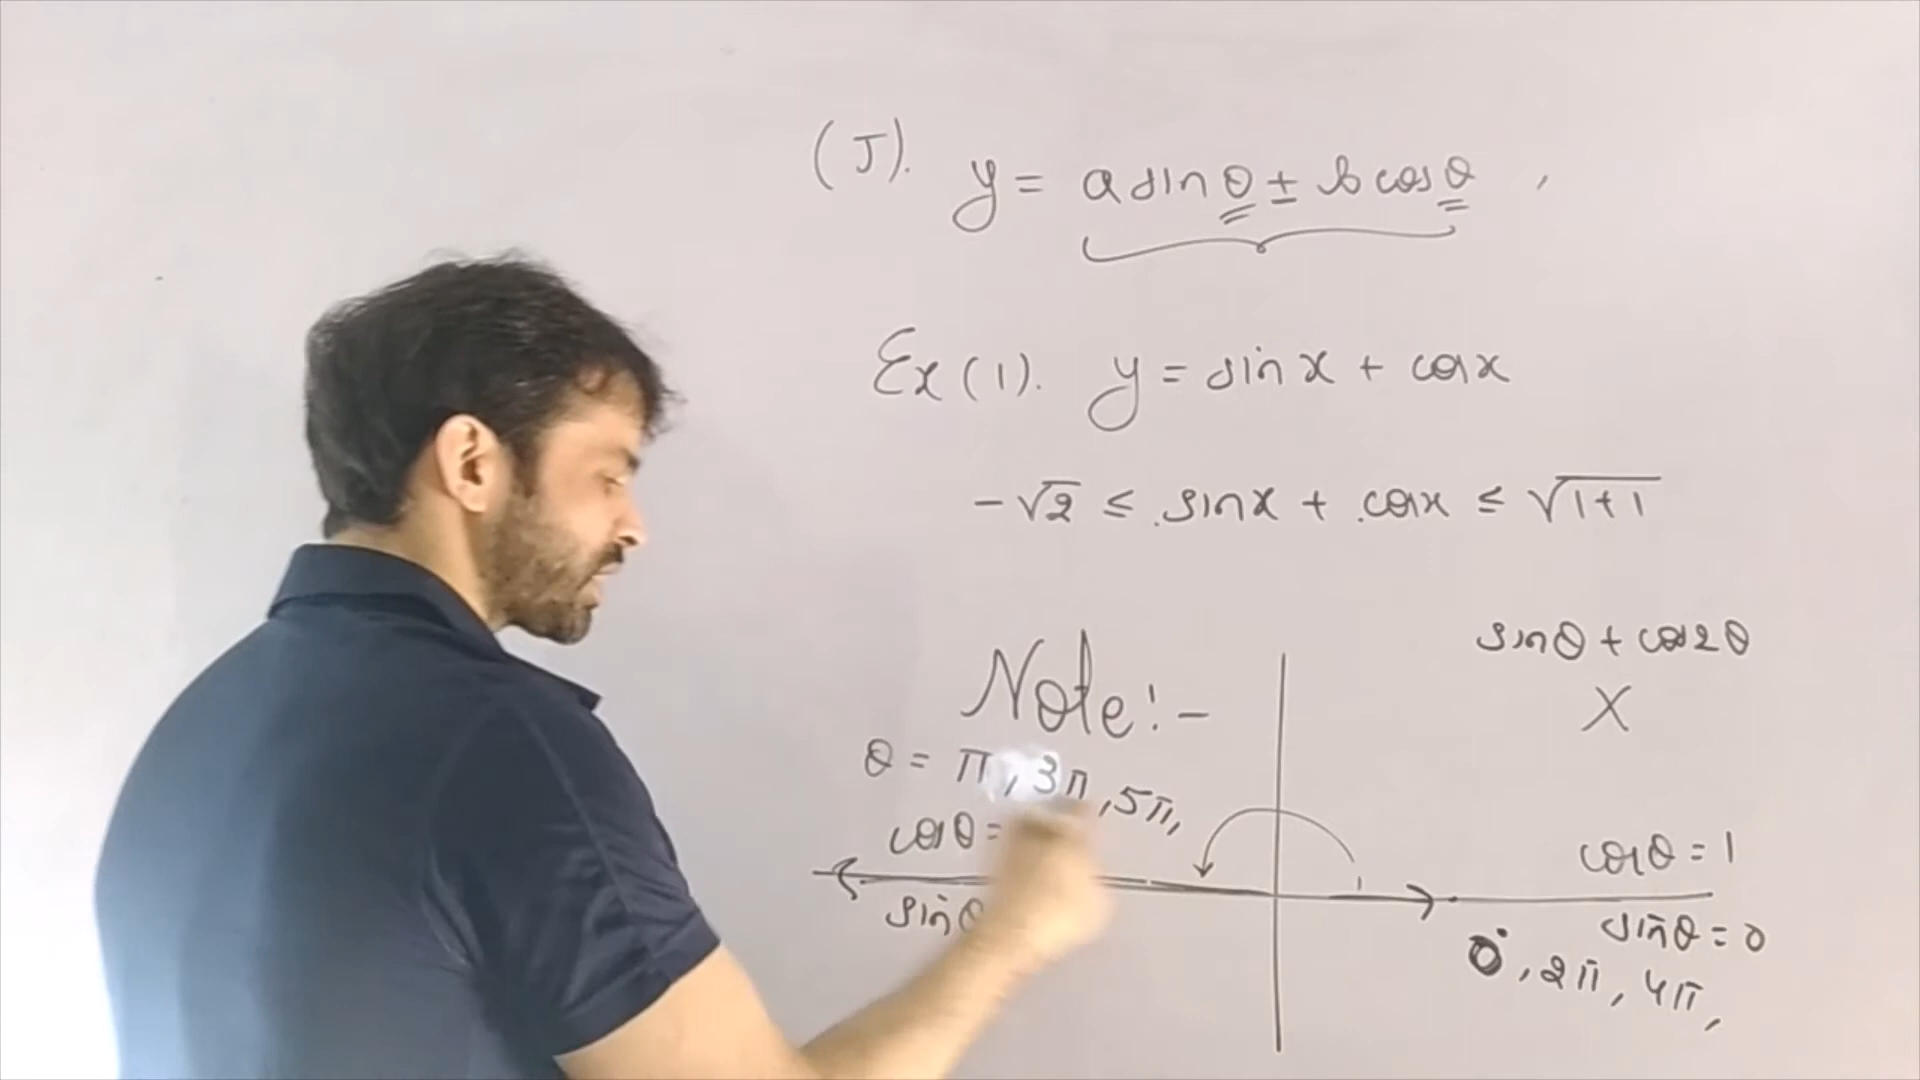 (J). y = a sin θ ± b cos θ ,
Ex (1). y = sin x + cos x
-√2 ≤ sin x + cos x ≤ √1+1
sin θ + cos 2θ
X
Note :-
θ = π, 3π, 5π,
cos θ =
sin θ
cos θ = 1
sin θ = 0
0, 2π, 4π,